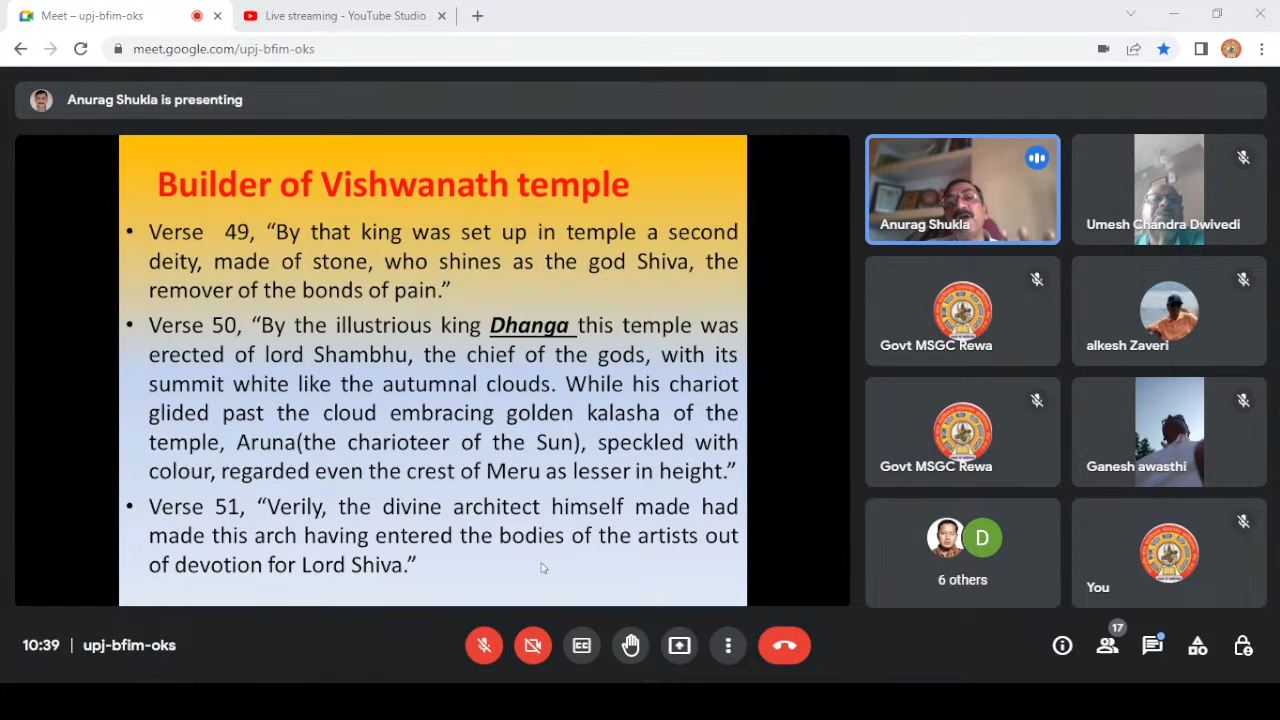 Meet – upj-bfim-oks
Live streaming - YouTube Studio
meet.google.com/upj-bfim-oks
Anurag Shukla is presenting
Builder of Vishwanath temple
• Verse 49, “By that king was set up in temple a second
deity, made of stone, who shines as the god Shiva, the
remover of the bonds of pain.”
• Verse 50, “By the illustrious king Dhanga this temple was
erected of lord Shambhu, the chief of the gods, with its
summit white like the autumnal clouds. While his chariot
glided past the cloud embracing golden kalasha of the
temple, Aruna(the charioteer of the Sun), speckled with
colour, regarded even the crest of Meru as lesser in height.”
• Verse 51, “Verily, the divine architect himself made had
made this arch having entered the bodies of the artists out
of devotion for Lord Shiva.”
Anurag Shukla
Umesh Chandra Dwivedi
Govt MSGC Rewa
alkesh Zaveri
Govt MSGC Rewa
Ganesh awasthi
D
6 others
You
10:39 | upj-bfim-oks
CC
17